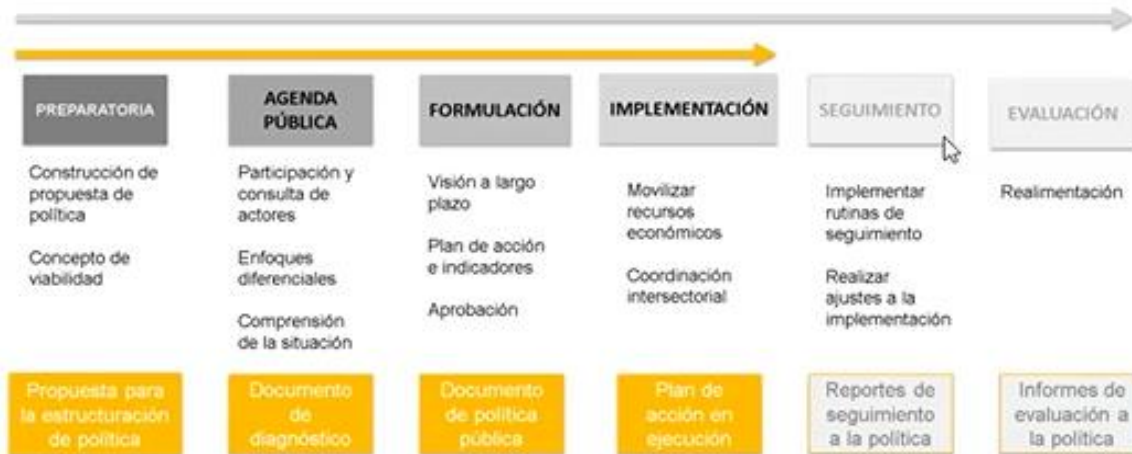 PREPARATORIA
AGENDA
PÚBLICA
FORMULACIÓN
IMPLEMENTACIÓN
SEGUIMIENTO
EVALUACIÓN
Construcción de
propuesta de
política
Concepto de
viabilidad
Participación y
consulta de
actores
Enfoques
diferenciales
Comprensión
de la situación
Visión a largo
plazo
Plan de acción
e indicadores
Aprobación
Movilizar
recursos
económicos
Coordinación
intersectorial
Implementar
rutinas de
seguimiento
Realizar
ajustes a la
implementación
Realimentación
Propuesta para
la estructuración
de política
Documento
de
diagnóstico
Documento
de política
pública
Plan de
acción en
ejecución
Reportes de
seguimiento
a la política
Informes de
evaluación a
la política